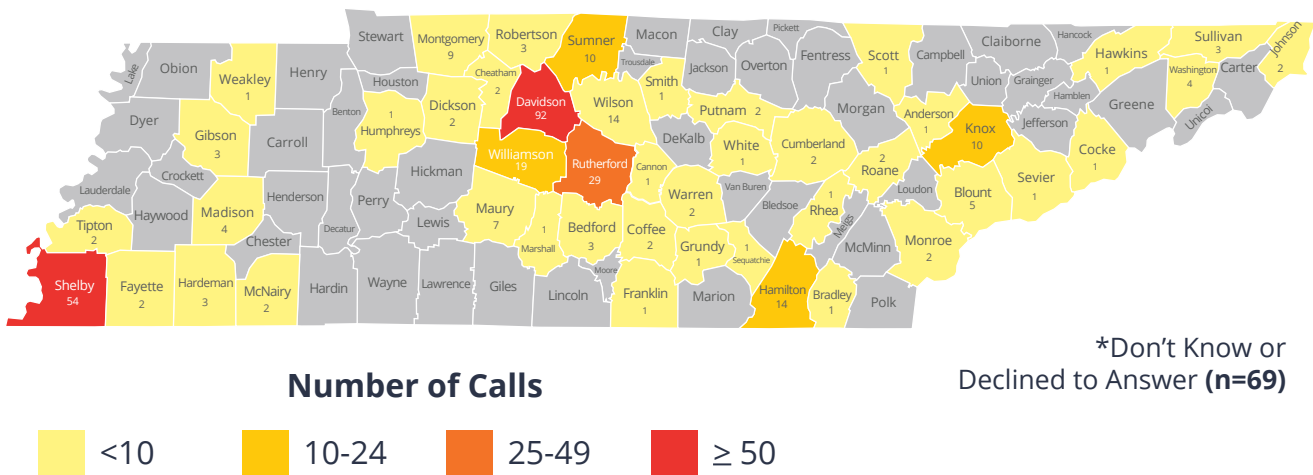 Stewart
Montgomery
9
Robertson
3
Sumner
10
Macon
Clay
Pickett
Trousdale
Jackson
Overton
Fentress
Scott
1
Campbell
Claiborne
Hancock
Hawkins
1
Sullivan
3
Johnson
2
Carter
Washington
4
Unicoi
Greene
Union
Grainger
Hamblen
Jefferson
Lake
Obion
Weakley
1
Henry
Houston
Benton
Humphreys
1
Dickson
2
Cheatham
2
Davidson
92
Wilson
14
Smith
1
Putnam 2
Morgan
Anderson
1
Knox
10
Dyer
Gibson
3
Carroll
Crockett
Lauderdale
Haywood
Madison
4
Henderson
Decatur
Perry
Hickman
Lewis
Williamson
19
Rutherford
29
Cannon
1
DeKalb
White
1
Cumberland
2
2
Roane
Loudon
Blount
5
Sevier
1
Cocke
1
Tipton
2
Chester
Maury
7
1
Marshall
Bedford
3
Coffee
2
Warren
2
Van Buren
Bledsoe
1
Rhea
Meigs
McMinn
Monroe
2
Grundy
1
1
Sequatchie
Shelby
54
Fayette
2
Hardeman
3
McNairy
2
Hardin
Wayne
Lawrence
Giles
Lincoln
Moore
Franklin
1
Marion
Hamilton
14
Bradley
1
Polk
*Don't Know or
Declined to Answer (n=69)
Number of Calls
<10
10-24
25-49
≥ 50